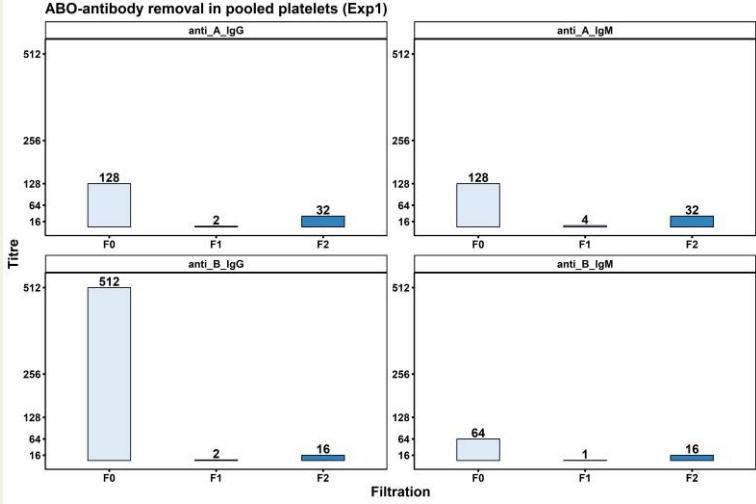 ABO-antibody removal in pooled platelets (Exp1)
anti_A_IgG
anti_A_IgM
512
256
128
64
16
128
2
32
F0
F1
F2
512
256
128
64
16
128
4
32
F0
F1
F2
Titre
anti_B_IgG
anti_B_IgM
512
256
128
64
16
512
2
16
F0
F1
F2
512
256
128
64
16
64
1
16
F0
F1
F2
Filtration